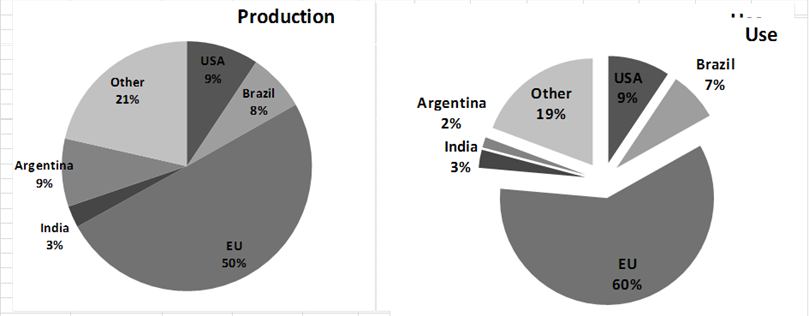 Production
USA
9%
Brazil
8%
EU
50%
India
3%
Argentina
9%
Other
21%
Use
USA
9%
Brazil
7%
EU
60%
India
3%
Argentina
2%
Other
19%